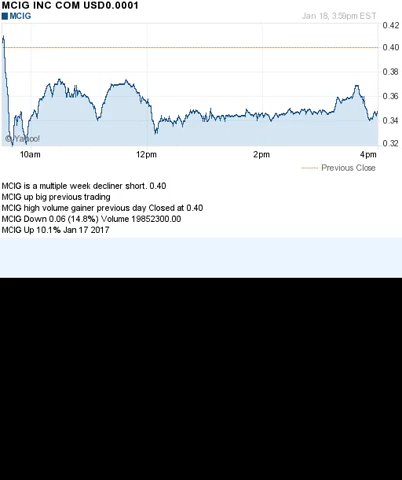 MCIG INC COM USD0.0001
MCIG
Jan 18, 3:59pm EST
0.42
0.40
0.38
0.36
0.34
0.32
© Yahoo!
10am 12pm 2pm 4pm
Previous Close
MCIG is a multiple week decliner short. 0.40
MCIG up big previous trading
MCIG high volume gainer previous day Closed at 0.40
MCIG Down 0.06 (14.8%) Volume 19852300.00
MCIG Up 10.1% Jan 17 2017